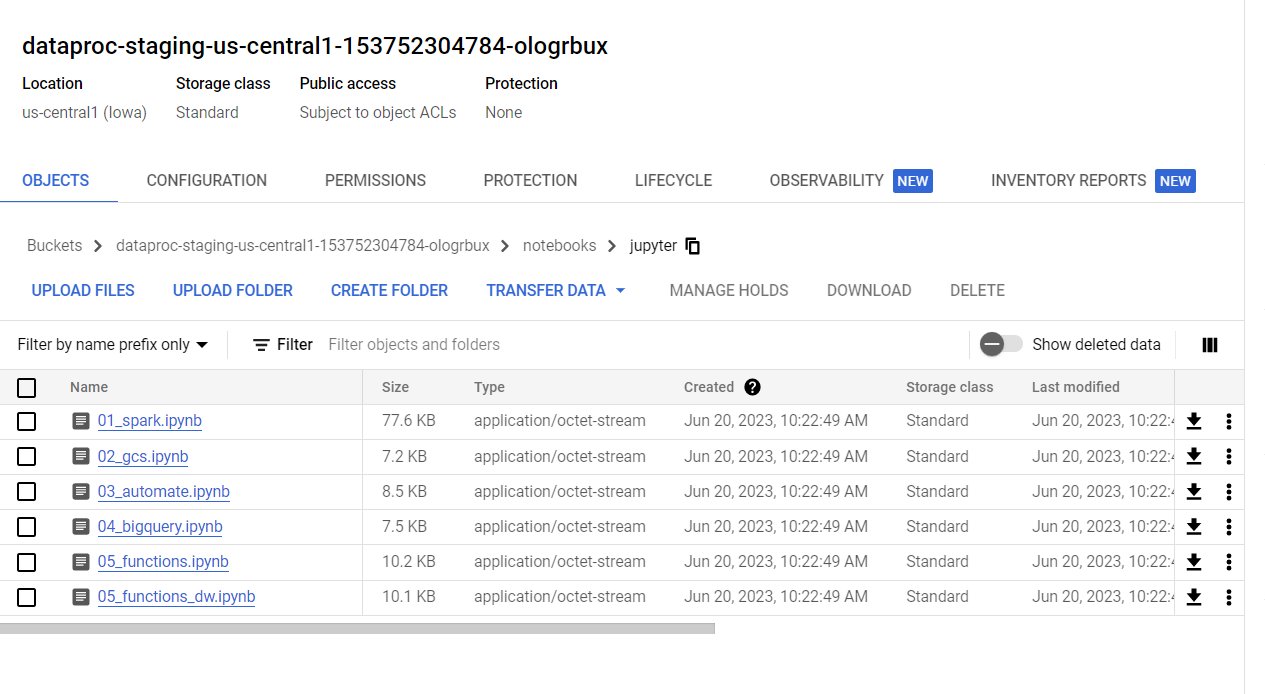 dataproc-staging-us-central1-153752304784-ologrbux
Location Storage class Public access Protection
us-central1 (Iowa) Standard Subject to object ACLs None
OBJECTS CONFIGURATION PERMISSIONS PROTECTION LIFECYCLE OBSERVABILITY NEW INVENTORY REPORTS NEW
Buckets dataproc-staging-us-central1-153752304784-ologrbux notebooks jupyter
UPLOAD FILES UPLOAD FOLDER CREATE FOLDER TRANSFER DATA MANAGE HOLDS DOWNLOAD DELETE
Filter by name prefix only Filter Filter objects and folders Show deleted data
Name Size Type Created Storage class Last modified
01_spark.ipynb 77.6 KB application/octet-stream Jun 20, 2023, 10:22:49 AM Standard Jun 20, 2023, 10:22:4
02_gcs.ipynb 7.2 KB application/octet-stream Jun 20, 2023, 10:22:49 AM Standard Jun 20, 2023, 10:22:4
03_automate.ipynb 8.5 KB application/octet-stream Jun 20, 2023, 10:22:49 AM Standard Jun 20, 2023, 10:22:4
04_bigquery.ipynb 7.5 KB application/octet-stream Jun 20, 2023, 10:22:49 AM Standard Jun 20, 2023, 10:22:4
05_functions.ipynb 10.2 KB application/octet-stream Jun 20, 2023, 10:22:49 AM Standard Jun 20, 2023, 10:22:4
05_functions_dw.ipynb 10.1 KB application/octet-stream Jun 20, 2023, 10:22:49 AM Standard Jun 20, 2023, 10:22:4